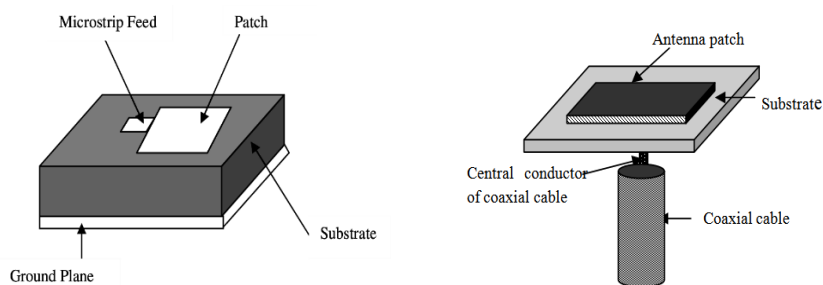 Microstrip Feed
Patch
Substrate
Ground Plane
Antenna patch
Substrate
Central conductor
of coaxial cable
Coaxial cable